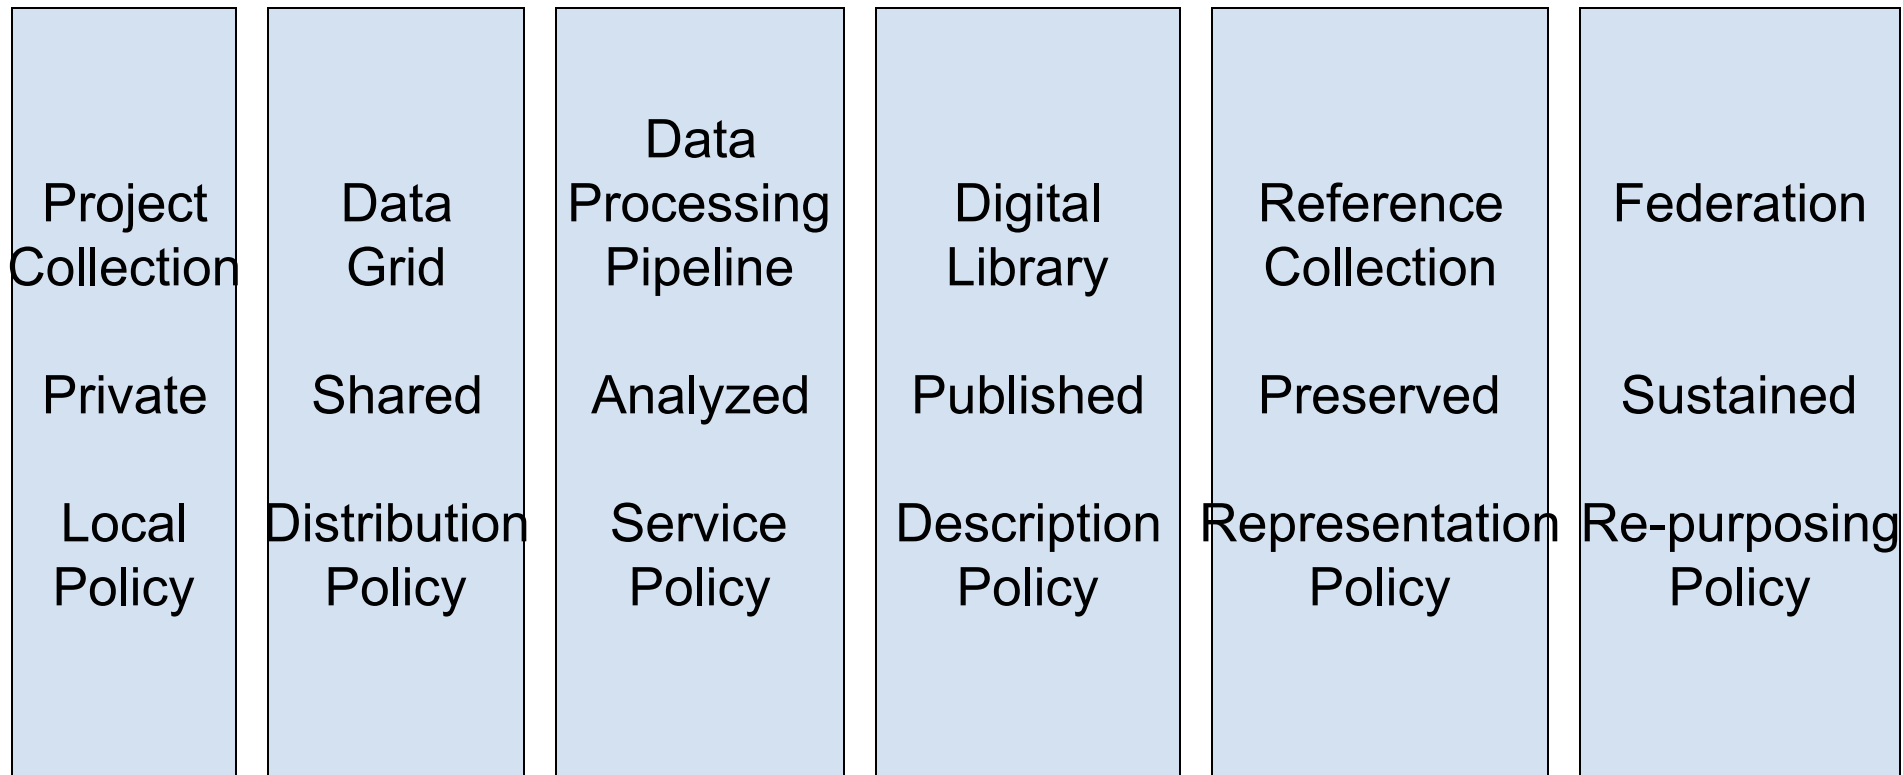 Project
Collection
Private
Local
Policy
Data
Grid
Shared
Distribution
Policy
Data
Processing
Pipeline
Analyzed
Service
Policy
Digital
Library
Published
Description
Policy
Reference
Collection
Preserved
Representation
Policy
Federation
Sustained
Re-purposing
Policy